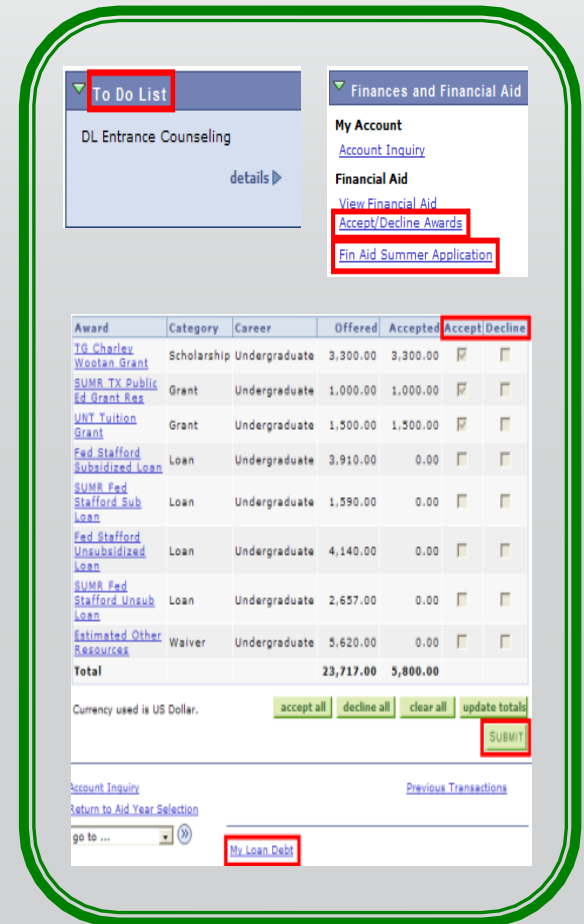 To Do List
DL Entrance Counseling
details
Finances and Financial Aid
My Account
Account Inquiry
Financial Aid
View Financial Aid
Accept/Decline Awards
Fin Aid Summer Application
Award Category Career Offered Accepted Accept Decline
TG Charley
Wootan Grant Scholarship Undergraduate 3,300.00 3,300.00
SUMR TX Public
Ed Grant Res Grant Undergraduate 1,000.00 1,000.00
UNT Tuition
Grant Grant Undergraduate 1,500.00 1,500.00
Fed Stafford
Subsidized Loan Loan Undergraduate 3,910.00 0.00
SUMR Fed
Stafford Sub Loan Undergraduate 1,590.00 0.00
Loan
Fed Stafford
Unsubsidized Loan Undergraduate 4,140.00 0.00
Loan
SUMR Fed
Stafford Unsub Loan Undergraduate 2,657.00 0.00
Loan
Estimated Other
Resources Waiver Undergraduate 5,620.00 0.00
Total 23,717.00 5,800.00
Currency used is US Dollar. accept all decline all clear all update totals
SUBMIT
Account Inquiry Previous Transactions
Return to Aid Year Selection
go to ...
My Loan Debt